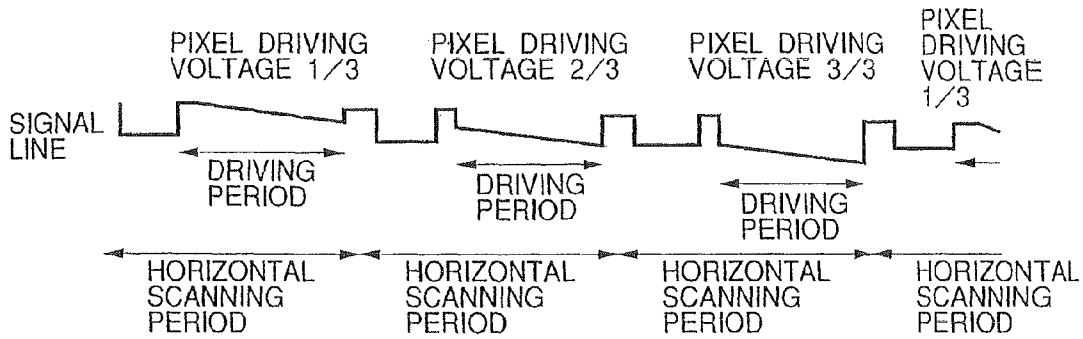 PIXEL DRIVING
VOLTAGE 1/3
PIXEL DRIVING
VOLTAGE 2/3
PIXEL DRIVING
VOLTAGE 3/3
PIXEL
DRIVING
VOLTAGE
1/3
SIGNAL
LINE
DRIVING
PERIOD
DRIVING
PERIOD
DRIVING
PERIOD
HORIZONTAL
SCANNING
PERIOD
HORIZONTAL
SCANNING
PERIOD
HORIZONTAL
SCANNING
PERIOD
HORIZONTAL
SCANNING
PERIOD